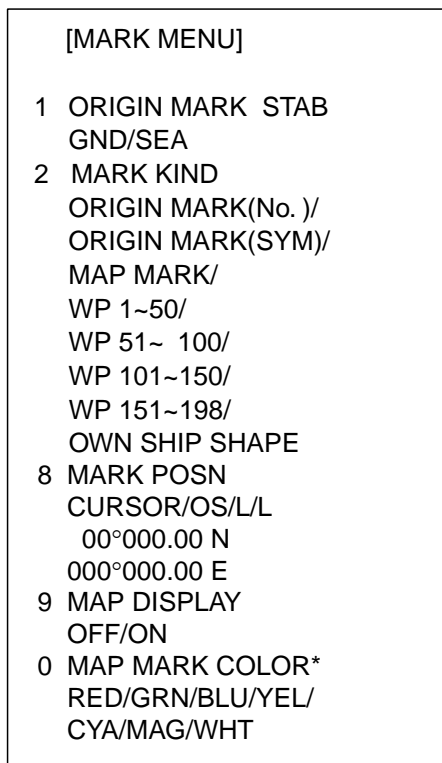 [MARK MENU]
1 ORIGIN MARK STAB
GND/SEA
2 MARK KIND
ORIGIN MARK(No. )/
ORIGIN MARK(SYM)/
MAP MARK/
WP 1~50/
WP 51~ 100/
WP 101~150/
WP 151~198/
OWN SHIP SHAPE
8 MARK POSN
CURSOR/OS/L/L
00°000.00 N
000°000.00 E
9 MAP DISPLAY
OFF/ON
0 MAP MARK COLOR*
RED/GRN/BLU/YEL/
CYA/MAG/WHT